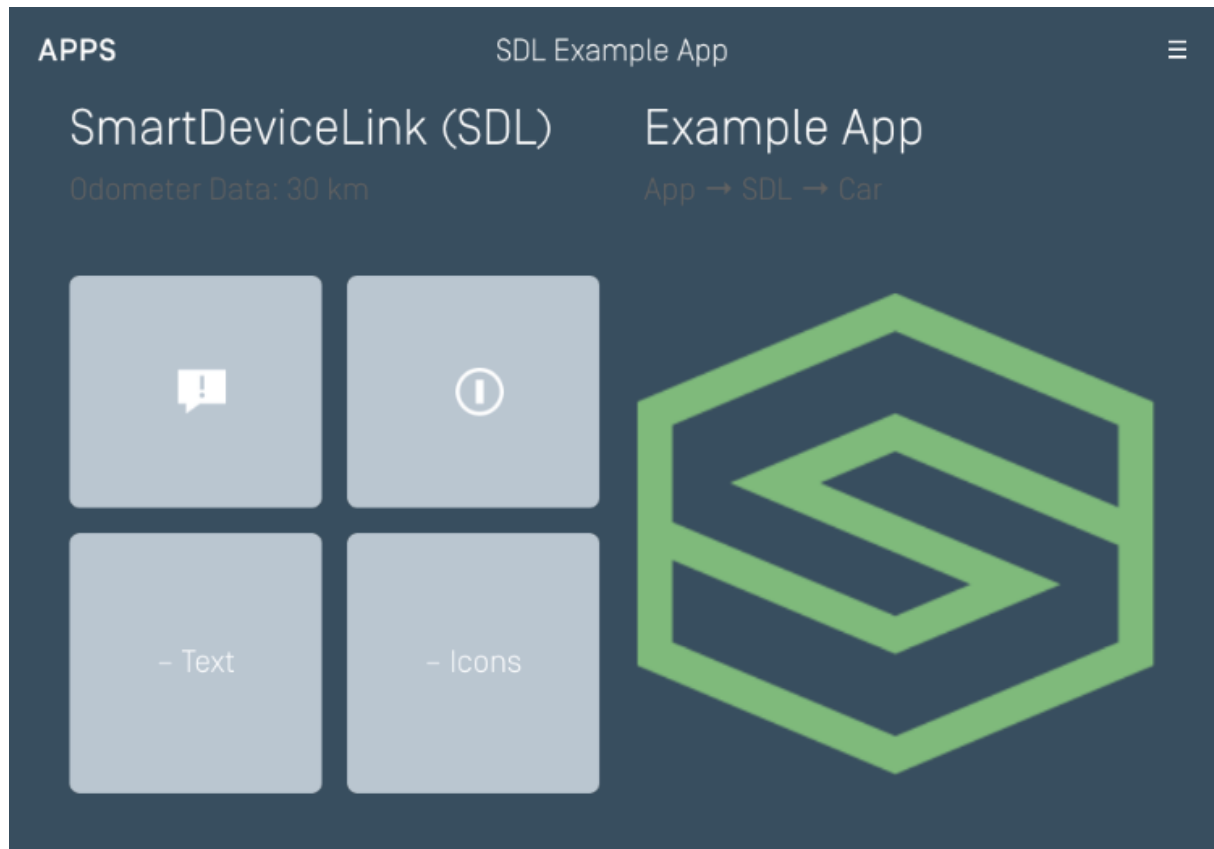 APPS
SDL Example App
SmartDeviceLink (SDL)
Example App
Odometer Data: 30 km
App → SDL → Car
– Text
– Icons